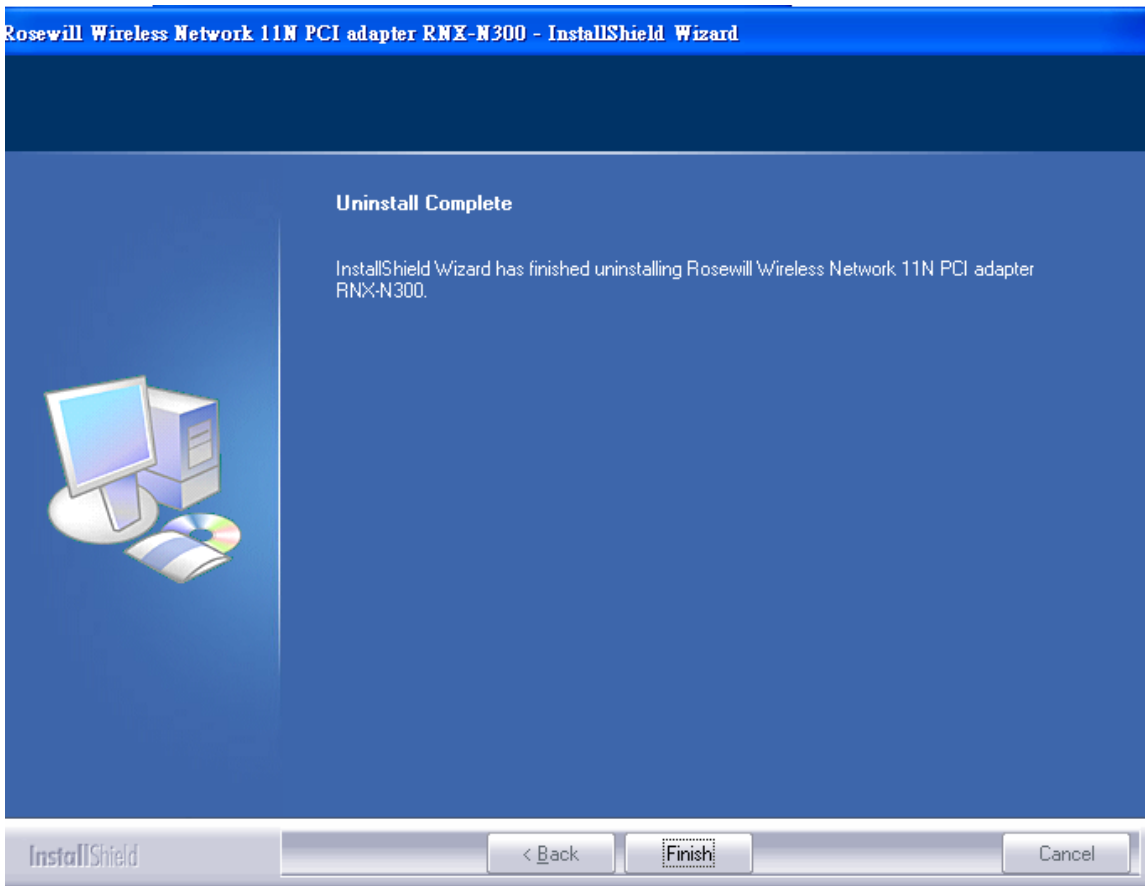 Rosewill Wireless Network 11N PCI adapter RNX-N300 - InstallShield Wizard
Uninstall Complete
InstallShield Wizard has finished uninstalling Rosewill Wireless Network 11N PCI adapter
RNX-N300.
InstallShield
< Back
Finish
Cancel